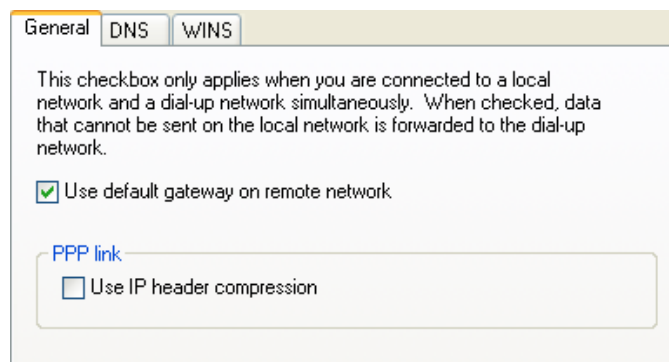 General DNS WINS
This checkbox only applies when you are connected to a local
network and a dial-up network simultaneously. When checked, data
that cannot be sent on the local network is forwarded to the dial-up
network.
Use default gateway on remote network
PPP link
Use IP header compression